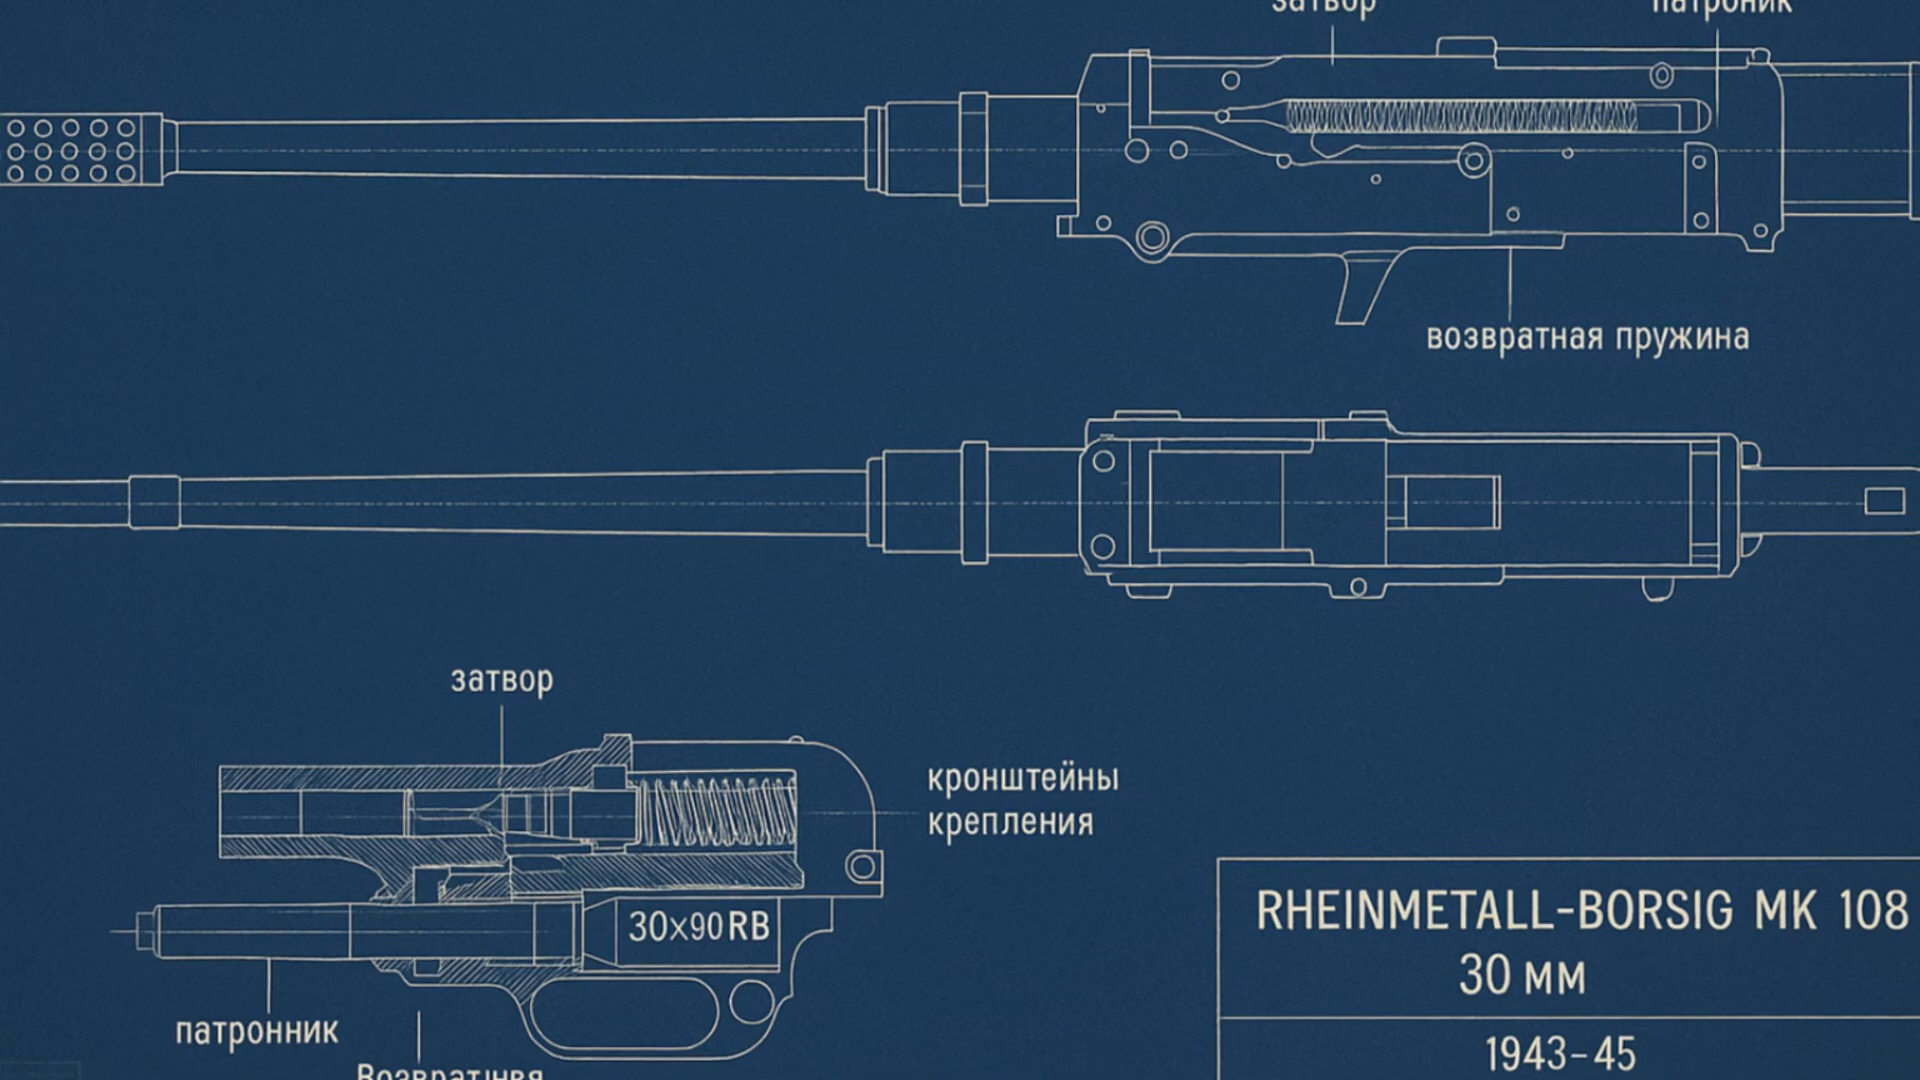 затвор
патроник
возвратная пружина
затвор
кронштейны
крепления
30×90RB
патронник
RHEINMETALL-BORSIG MK 108
30 мм
1943-45